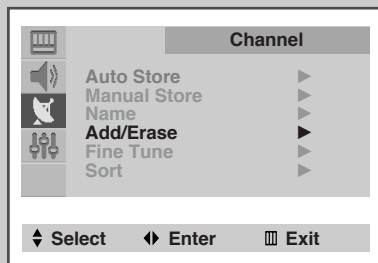 Channel
Auto Store
Manual Store
Name
Add/Erase
Fine Tune
Sort
Select Enter Exit